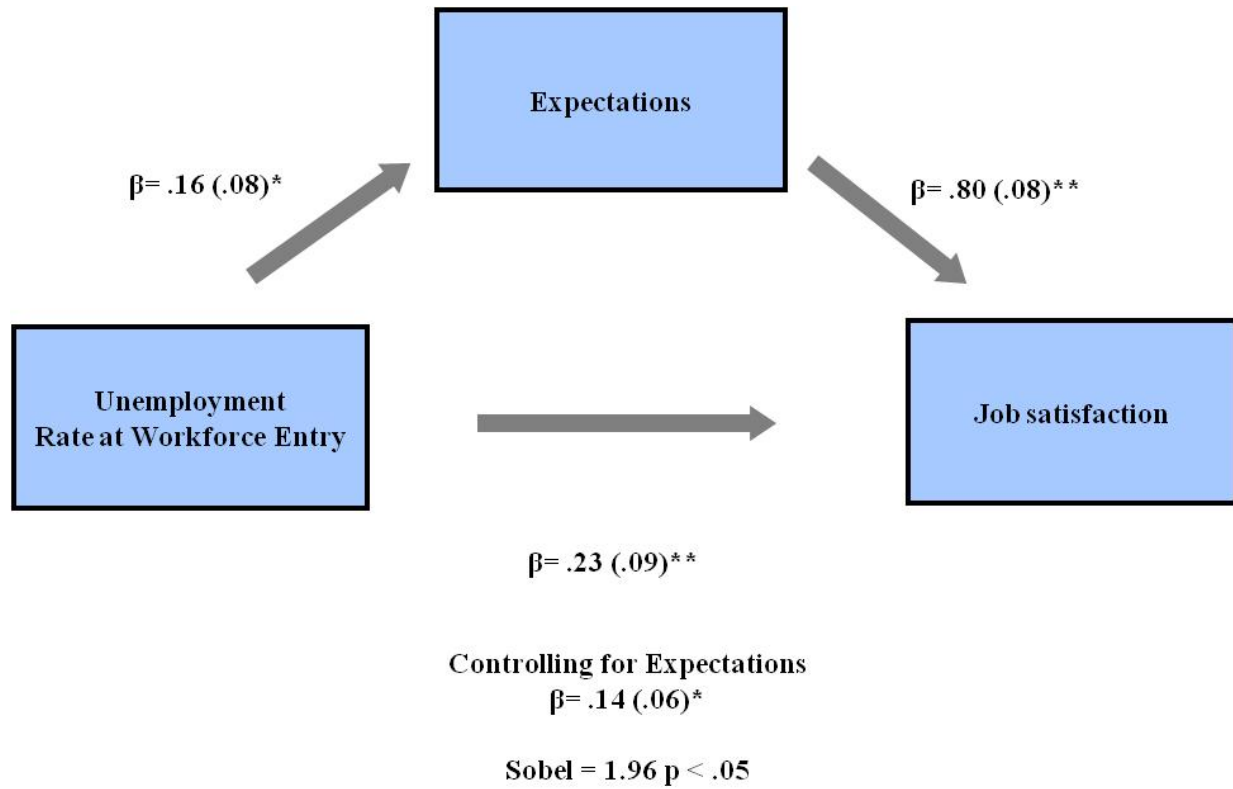 Expectations
β= .16 (.08)*
β= .80 (.08)**
Unemployment
Rate at Workforce Entry
Job satisfaction
β= .23 (.09)**
Controlling for Expectations
β= .14 (.06)*
Sobel = 1.96 p < .05